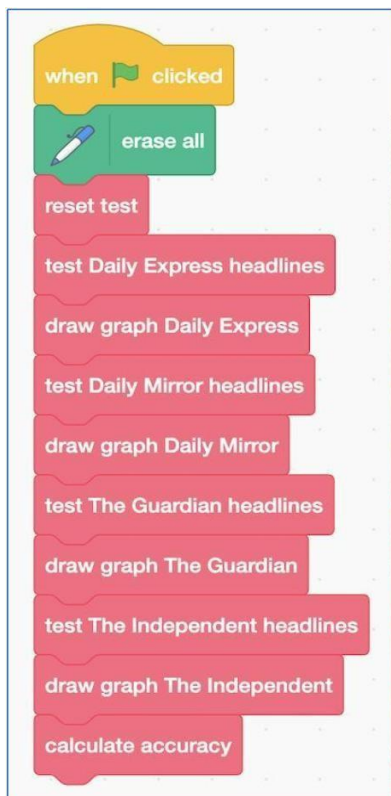 when clicked
erase all
reset test
test Daily Express headlines
draw graph Daily Express
test Daily Mirror headlines
draw graph Daily Mirror
test The Guardian headlines
draw graph The Guardian
test The Independent headlines
draw graph The Independent
calculate accuracy